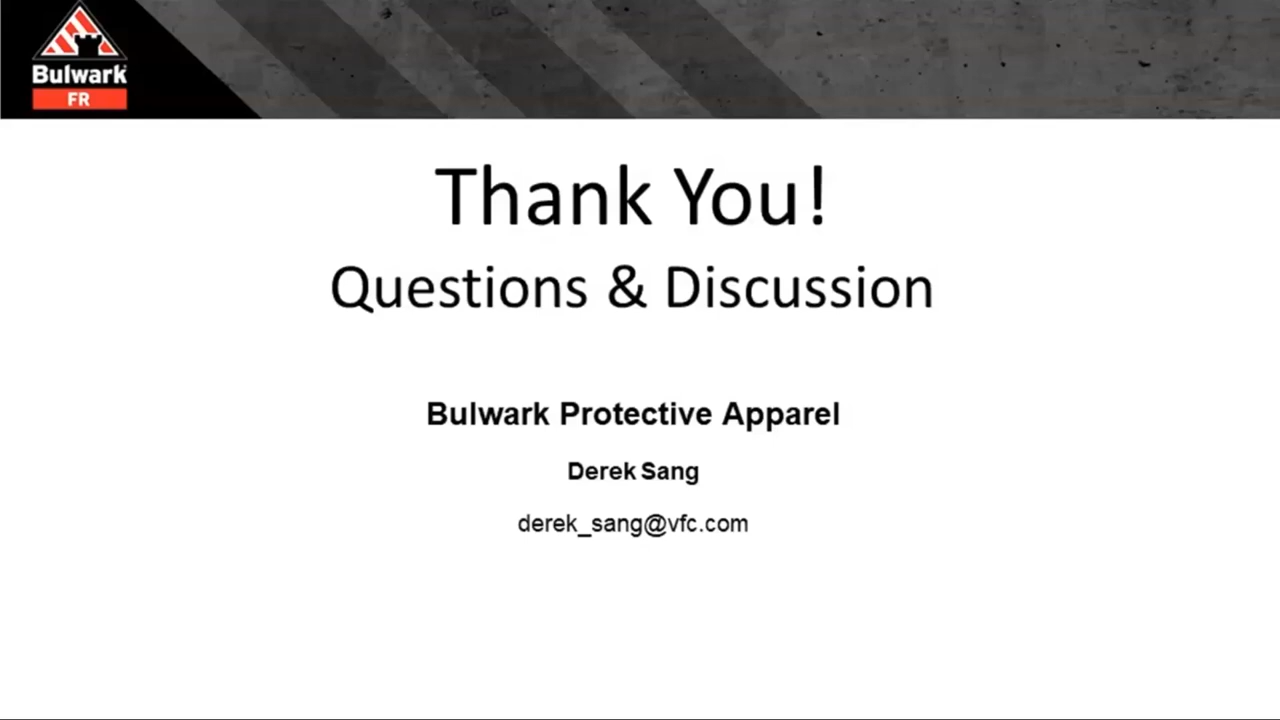 Bulwark
FR
Thank You!
Questions & Discussion
Bulwark Protective Apparel
Derek Sang
derek_sang@vfc.com